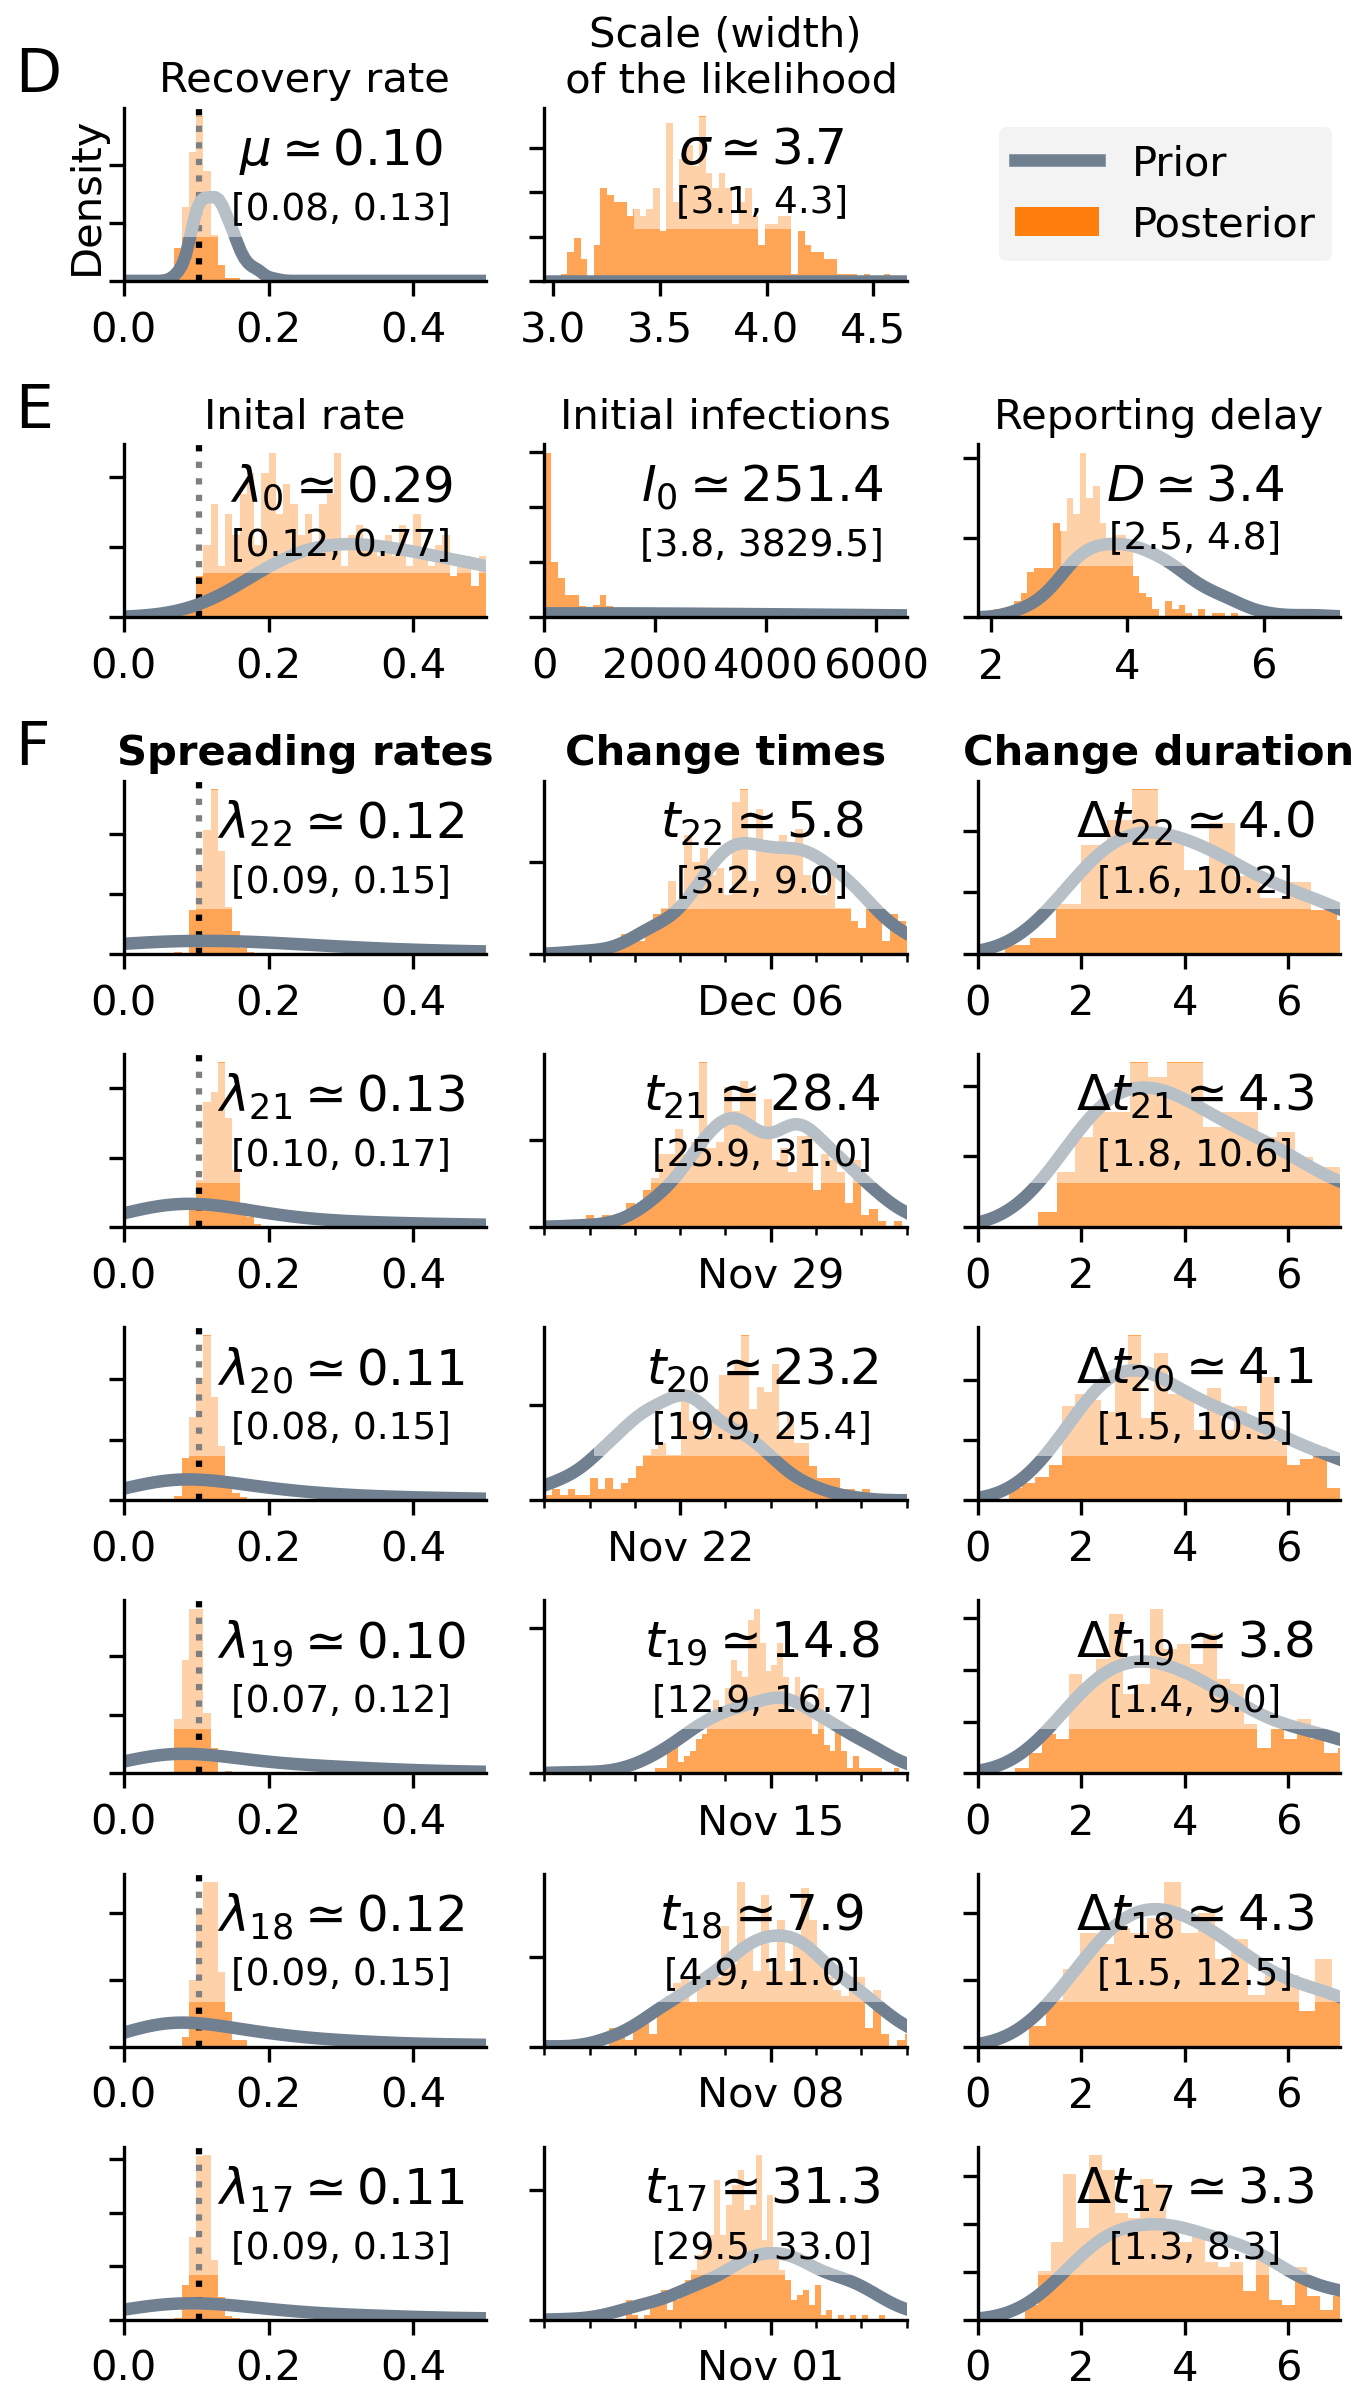 D
Recovery rate
Scale (width)
of the likelihood
Density
μ ≃ 0.10
[0.08, 0.13]
σ ≃ 3.7
[3.1, 4.3]
Prior
Posterior
0.0 0.2 0.4
3.0 3.5 4.0 4.5
E
Inital rate
Initial infections
Reporting delay
λ0 ≃ 0.29
[0.12, 0.77]
I0 ≃ 251.4
[3.8, 3829.5]
D ≃ 3.4
[2.5, 4.8]
0.0 0.2 0.4
0 2000 4000 6000
2 4 6
F
Spreading rates
Change times
Change duration
λ22 ≃ 0.12
[0.09, 0.15]
t22 ≃ 5.8
[3.2, 9.0]
Δt22 ≃ 4.0
[1.6, 10.2]
0.0 0.2 0.4
Dec 06
0 2 4 6
λ21 ≃ 0.13
[0.10, 0.17]
t21 ≃ 28.4
[25.9, 31.0]
Δt21 ≃ 4.3
[1.8, 10.6]
0.0 0.2 0.4
Nov 29
0 2 4 6
λ20 ≃ 0.11
[0.08, 0.15]
t20 ≃ 23.2
[19.9, 25.4]
Δt20 ≃ 4.1
[1.5, 10.5]
0.0 0.2 0.4
Nov 22
0 2 4 6
λ19 ≃ 0.10
[0.07, 0.12]
t19 ≃ 14.8
[12.9, 16.7]
Δt19 ≃ 3.8
[1.4, 9.0]
0.0 0.2 0.4
Nov 15
0 2 4 6
λ18 ≃ 0.12
[0.09, 0.15]
t18 ≃ 7.9
[4.9, 11.0]
Δt18 ≃ 4.3
[1.5, 12.5]
0.0 0.2 0.4
Nov 08
0 2 4 6
λ17 ≃ 0.11
[0.09, 0.13]
t17 ≃ 31.3
[29.5, 33.0]
Δt17 ≃ 3.3
[1.3, 8.3]
0.0 0.2 0.4
Nov 01
0 2 4 6